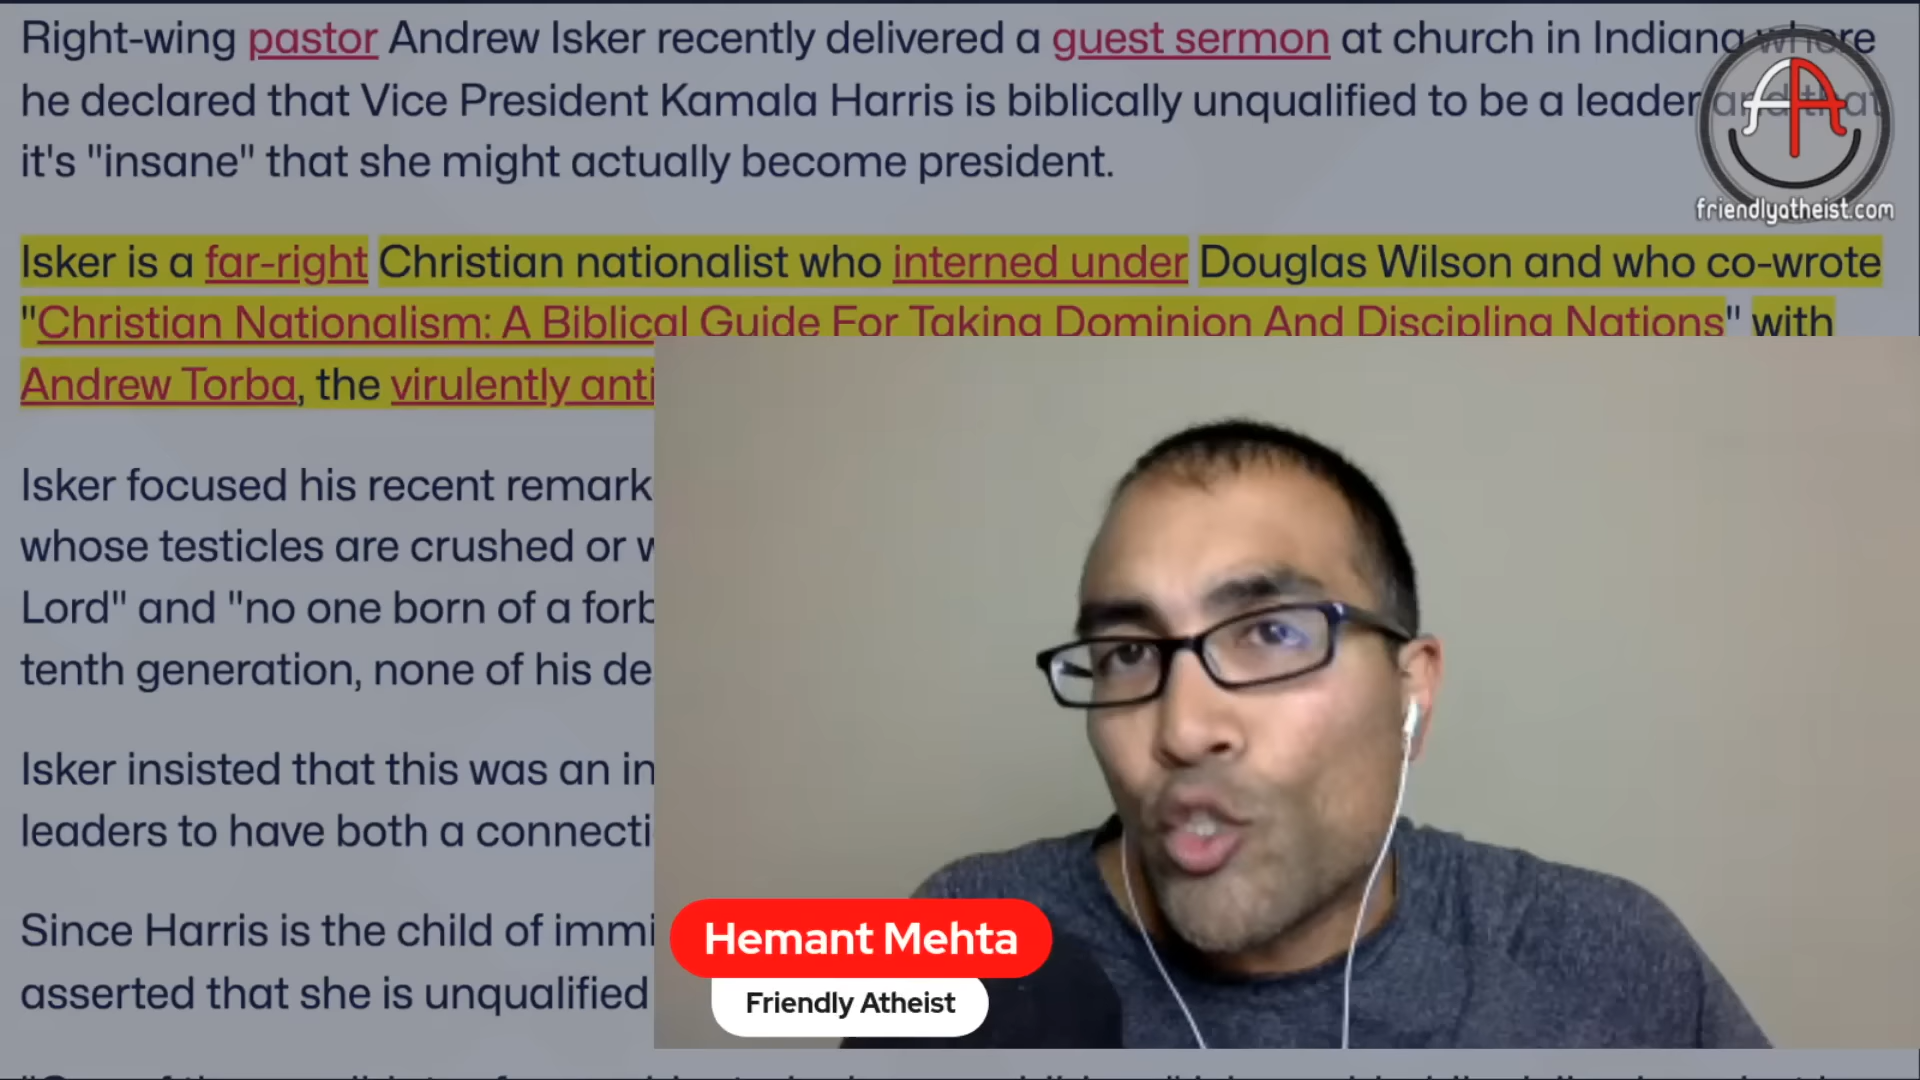 Right-wing pastor Andrew Isker recently delivered a guest sermon at church in Indiana where
he declared that Vice President Kamala Harris is biblically unqualified to be a leader and that
it's "insane" that she might actually become president.
friendlyatheist.com
Isker is a far-right Christian nationalist who interned under Douglas Wilson and who co-wrote
"Christian Nationalism: A Biblical Guide For Taking Dominion And Discipling Nations" with
Andrew Torba, the virulently anti
Isker focused his recent remark
whose testicles are crushed or w
Lord" and "no one born of a forb
tenth generation, none of his de
Isker insisted that this was an in
leaders to have both a connecti
Since Harris is the child of immi
asserted that she is unqualified
Hemant Mehta
Friendly Atheist